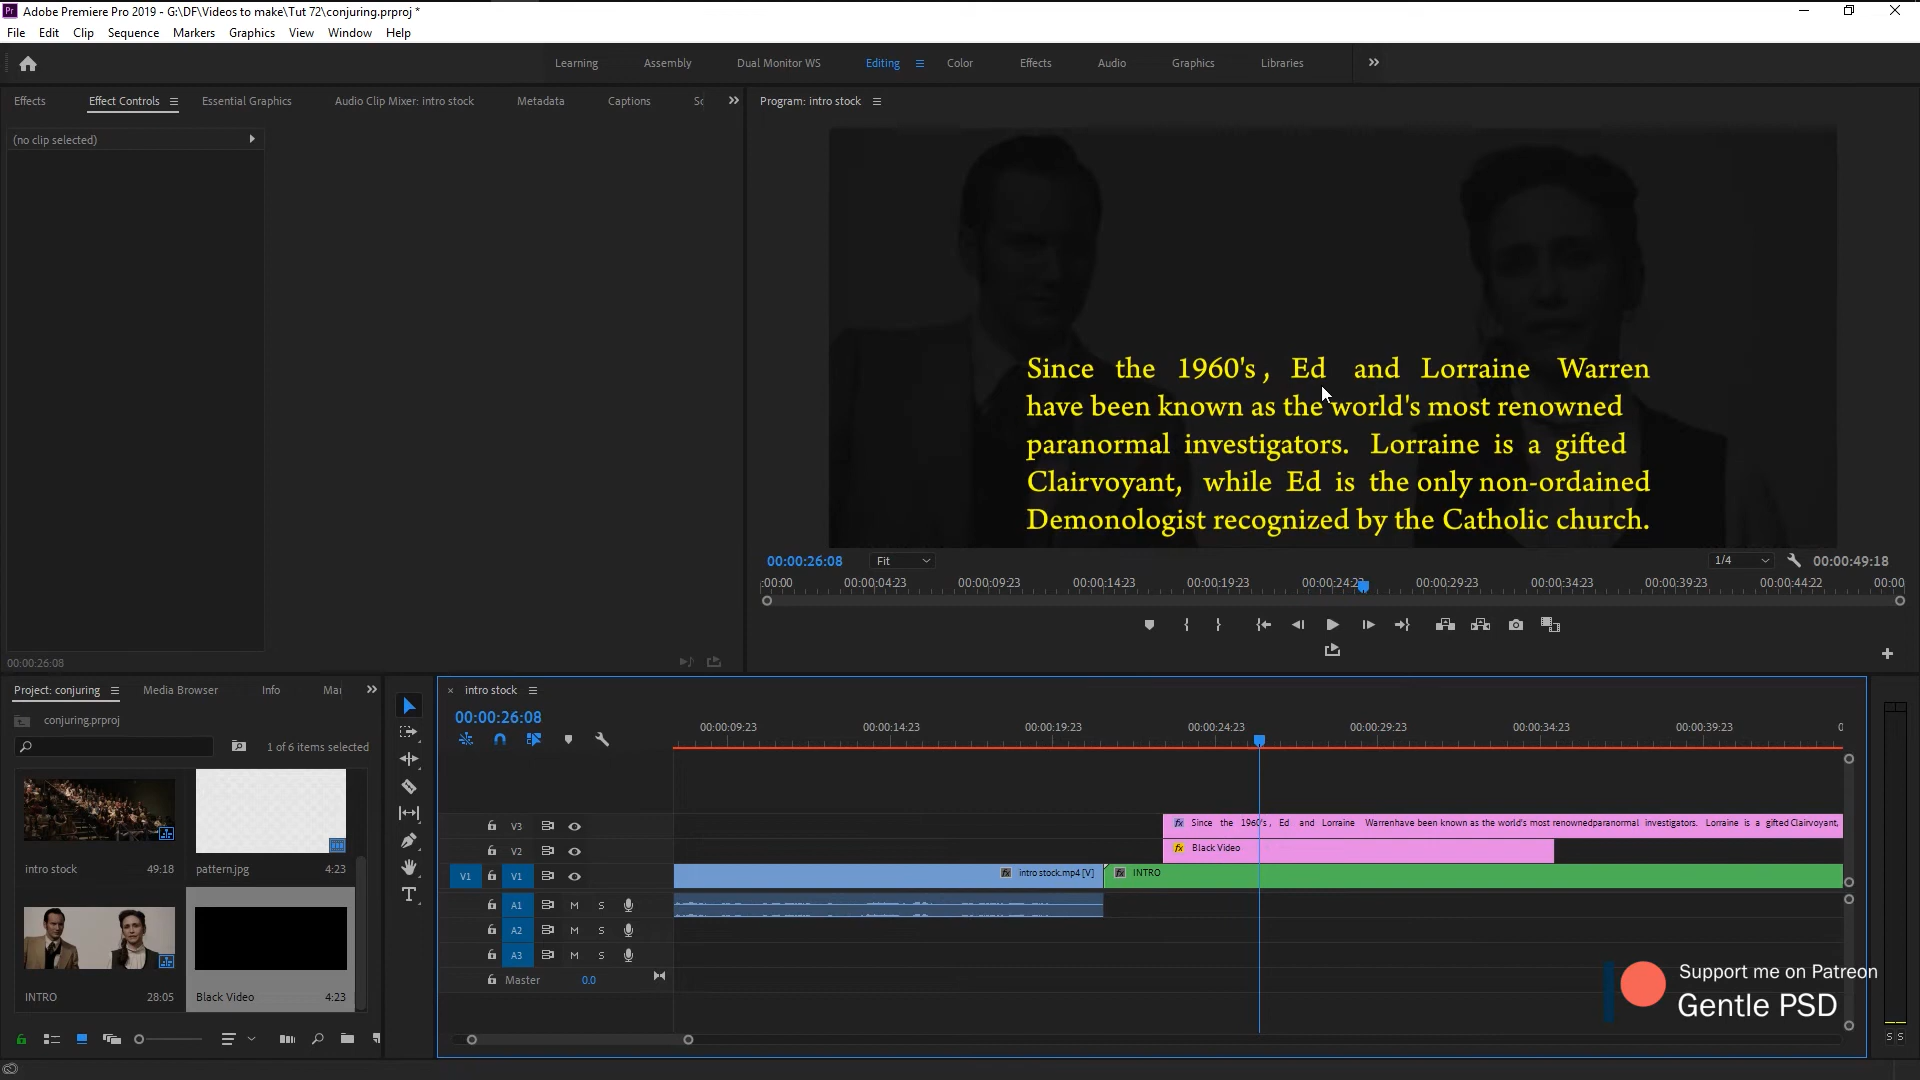 Adobe Premiere Pro 2019 - G:\DF\Videos to make\Tut 72\conjuring.prproj *
File Edit Clip Sequence Markers Graphics View Window Help
Learning Assembly Dual Monitor WS Editing Color Effects Audio Graphics Libraries
Effects Effect Controls Essential Graphics Audio Clip Mixer: intro stock Metadata Captions Sc
Program: intro stock
(no clip selected)
Since the 1960's , Ed and Lorraine Warren
have been known as the world's most renowned
paranormal investigators. Lorraine is a gifted
Clairvoyant, while Ed is the only non-ordained
Demonologist recognized by the Catholic church.
00:00:26:08 Fit 1/4 00:00:49:18
:00:00 00:00:04:23 00:00:09:23 00:00:14:23 00:00:19:23 00:00:24:23 00:00:29:23 00:00:34:23 00:00:39:23 00:00:44:22 00:00
00:00:26:08
Project: conjuring Media Browser Info Mar
conjuring.prproj
1 of 6 items selected
intro stock 49:18 pattern.jpg 4:23
INTRO 28:05 Black Video 4:23
intro stock
00:00:26:08
00:00:09:23 00:00:14:23 00:00:19:23 00:00:24:23 00:00:29:23 00:00:34:23 00:00:39:23 0
V3 fx Since the 1960's , Ed and Lorraine Warrenhave been known as the world's most renownedparanormal investigators. Lorraine is a gifted Clairvoyant,
V2 fx Black Video
V1 V1 fx intro stock.mp4 [V] fx INTRO
A1 M S
A2 M S
A3 M S
Master 0.0
Support me on Patreon
Gentle PSD
S S